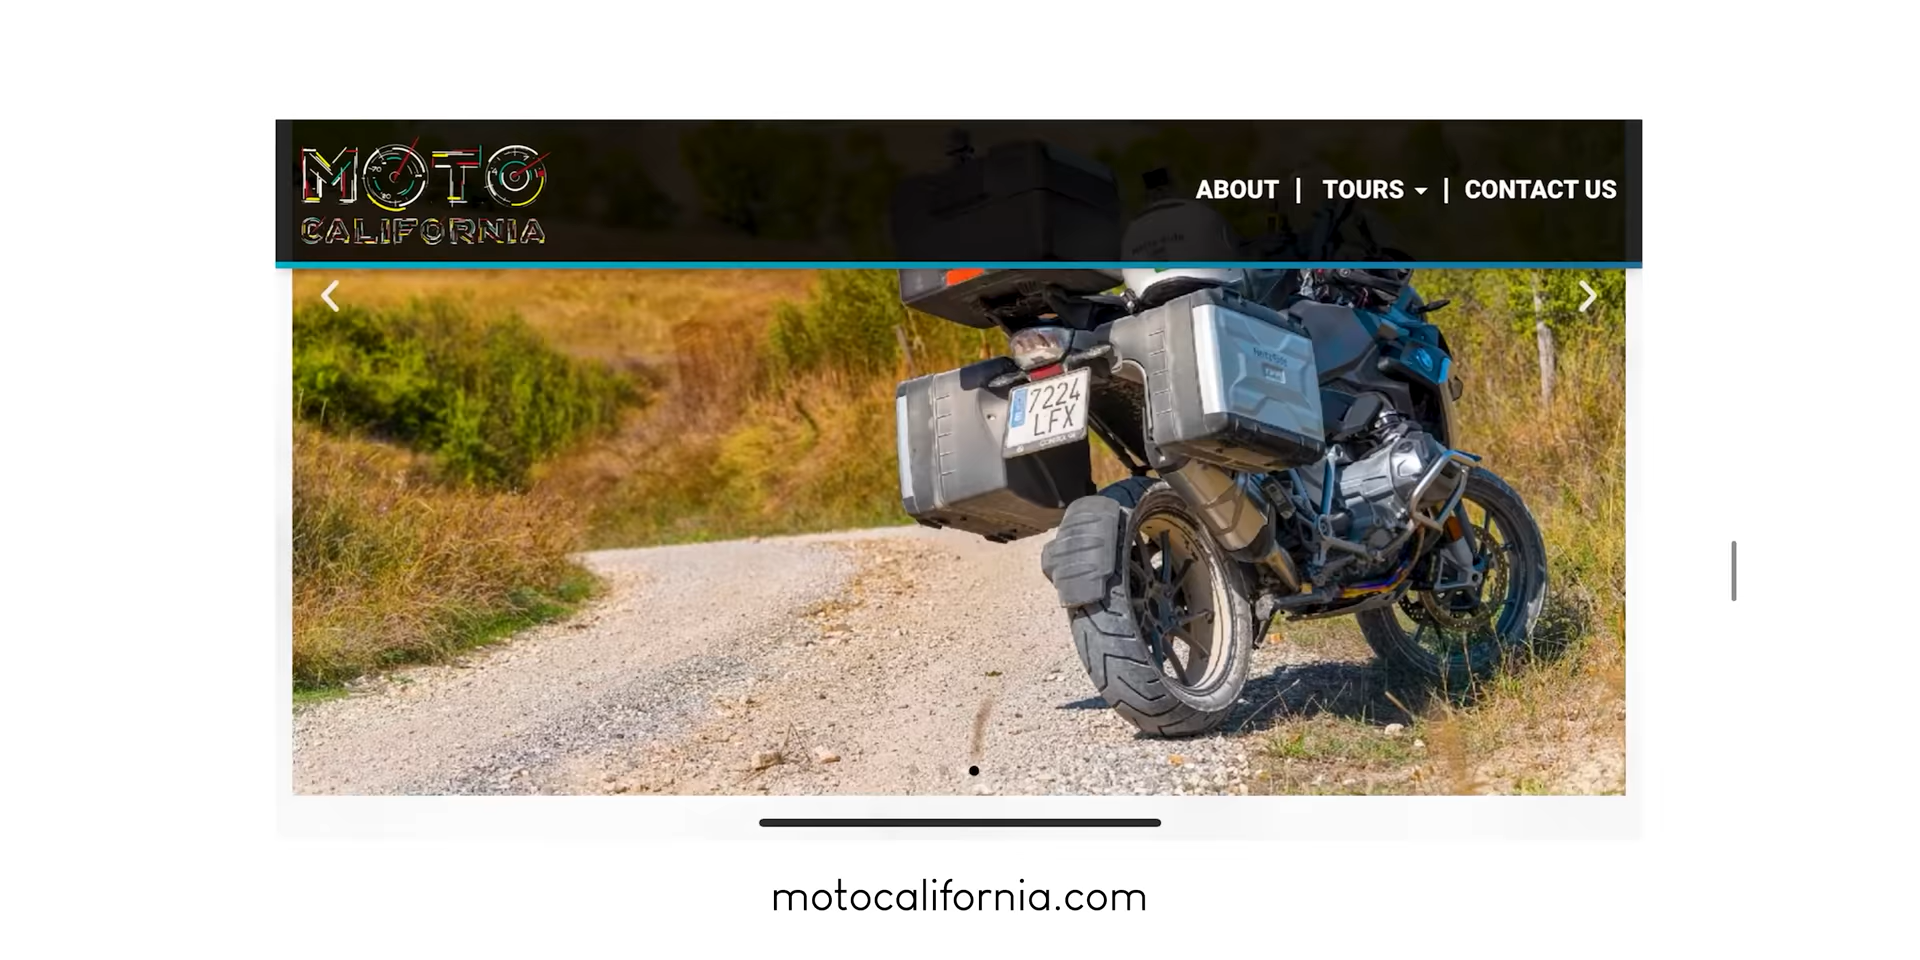 MOTO
CALIFORNIA
ABOUT | TOURS | CONTACT US
7224
LFX
motocalifornia.com